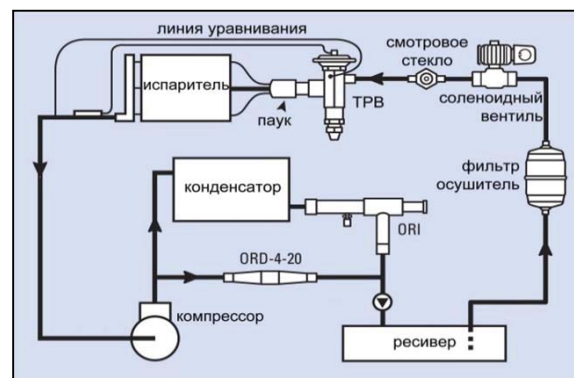 линия уравнивания
испаритель
паук
ТРВ
смотровое
стекло
соленоидный
вентиль
фильтр
осушитель
конденсатор
ORI
ORD-4-20
компрессор
ресивер